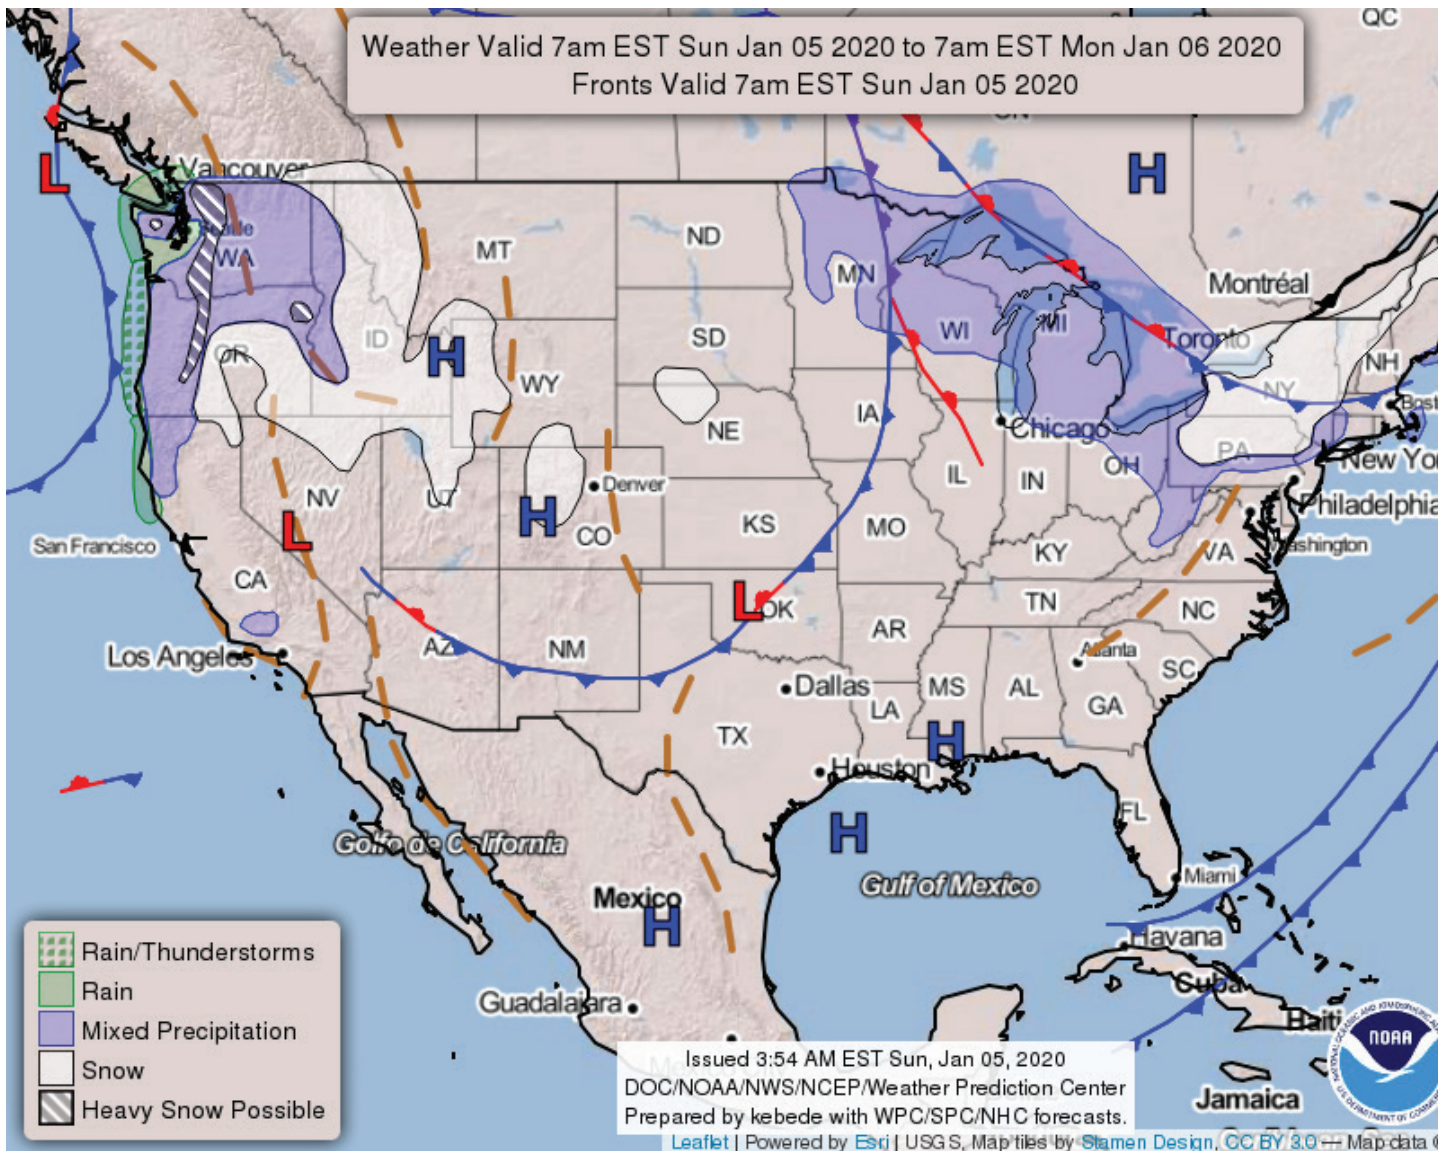 QC
Weather Valid 7am EST Sun Jan 05 2020 to 7am EST Mon Jan 06 2020
Fronts Valid 7am EST Sun Jan 05 2020
L
Vancouver
H
Seattle
WA
MT
ND
MN
Montréal
OR
ID
H
WY
SD
WI
MI
Toronto
NH
NY
NE
IA
Chicago
PA
OH
New Yo
NV
UT
H
Denver
CO
KS
MO
IL
IN
Philadelphia
San Francisco
L
CA
KY
VA
Washington
AZ
NM
L
OK
AR
TN
NC
Los Angeles
Atlanta
SC
Dallas
LA
MS
AL
GA
TX
H
Houston
FL
Golfo de California
H
Gulf of Mexico
Miami
Mexico
H
Havana
Cuba
Guadalajara
Haiti
Mexico City
Jamaica
Rain/Thunderstorms
Rain
Mixed Precipitation
Snow
Heavy Snow Possible
Issued 3:54 AM EST Sun, Jan 05, 2020
DOC/NOAA/NWS/NCEP/Weather Prediction Center
Prepared by kebede with WPC/SPC/NHC forecasts.
NOAA
Leaflet | Powered by Esri | USGS, Map tiles by Stamen Design, CC BY 3.0 — Map data ©